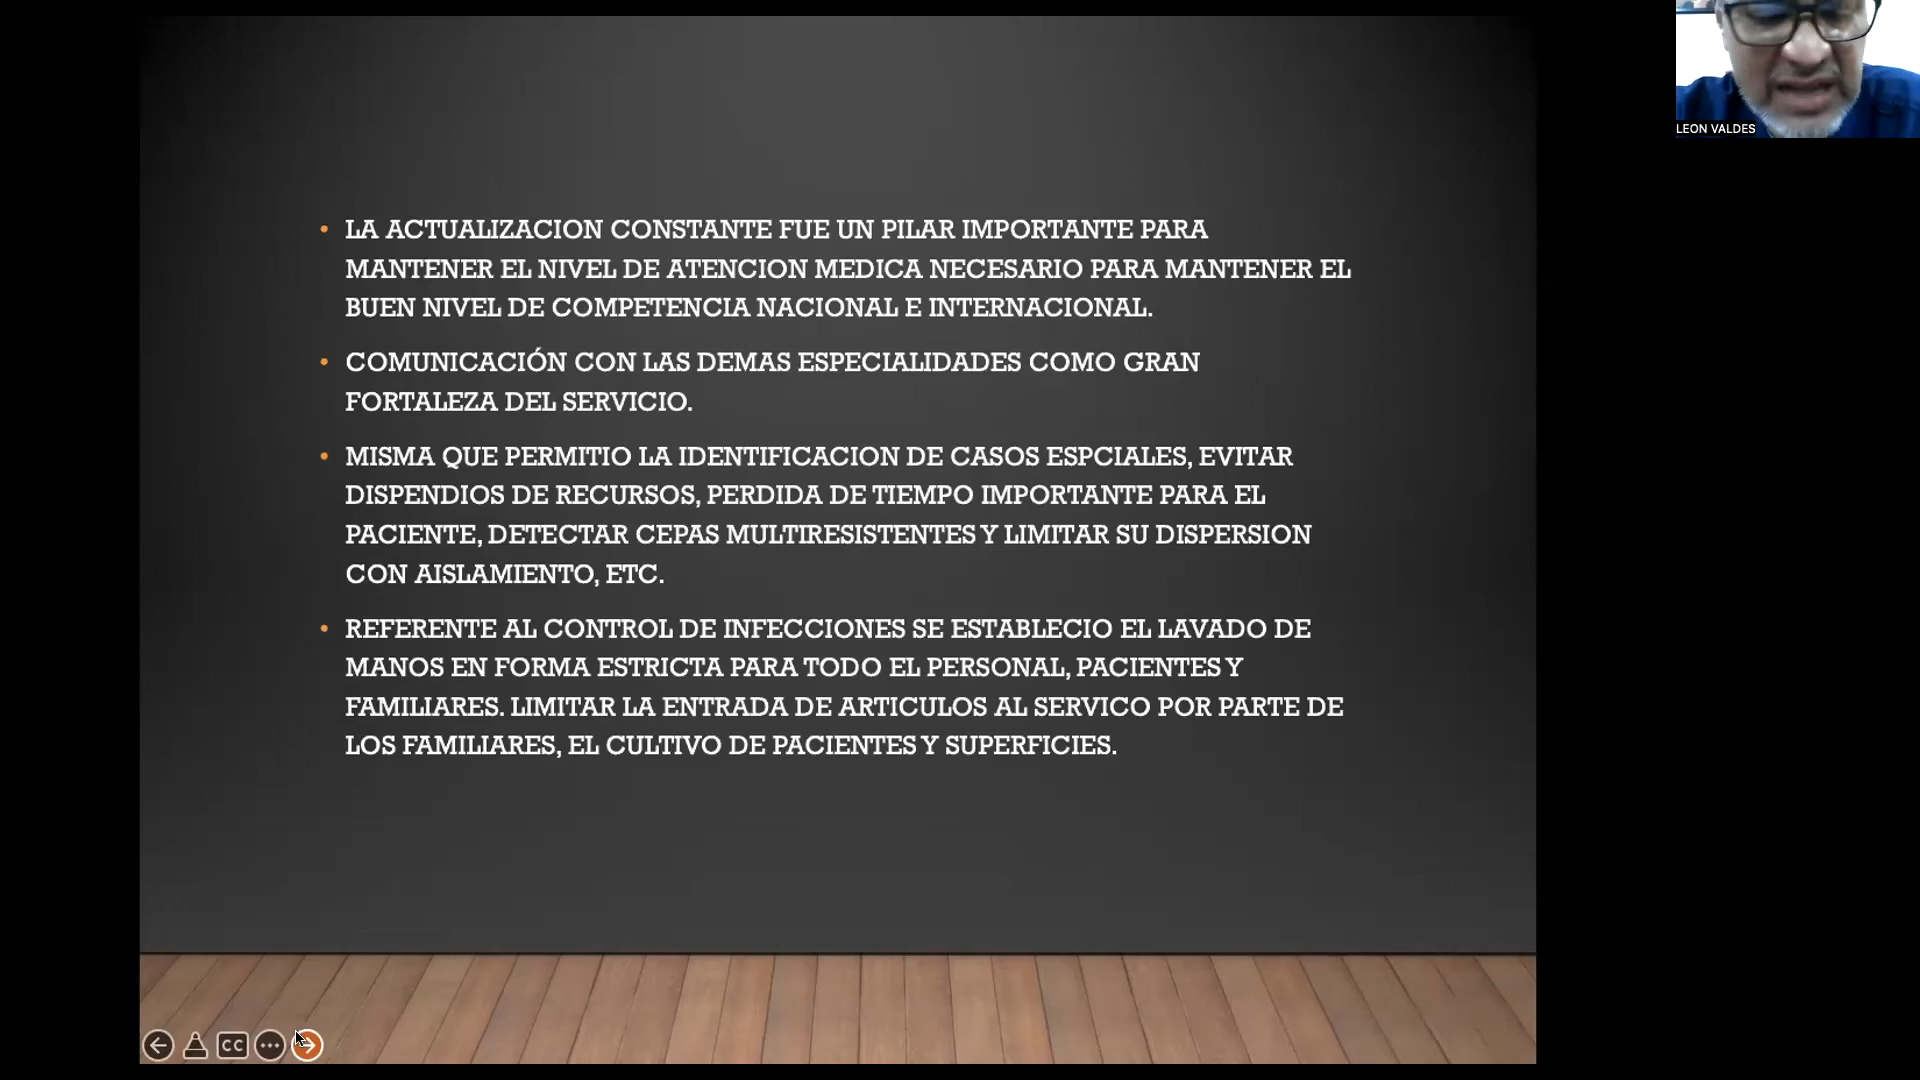 LEON VALDES
• LA ACTUALIZACION CONSTANTE FUE UN PILAR IMPORTANTE PARA
MANTENER EL NIVEL DE ATENCION MEDICA NECESARIO PARA MANTENER EL
BUEN NIVEL DE COMPETENCIA NACIONAL E INTERNACIONAL.
• COMUNICACIÓN CON LAS DEMAS ESPECIALIDADES COMO GRAN
FORTALEZA DEL SERVICIO.
• MISMA QUE PERMITIO LA IDENTIFICACION DE CASOS ESPCIALES, EVITAR
DISPENDIOS DE RECURSOS, PERDIDA DE TIEMPO IMPORTANTE PARA EL
PACIENTE, DETECTAR CEPAS MULTIRESISTENTES Y LIMITAR SU DISPERSION
CON AISLAMIENTO, ETC.
• REFERENTE AL CONTROL DE INFECCIONES SE ESTABLECIO EL LAVADO DE
MANOS EN FORMA ESTRICTA PARA TODO EL PERSONAL, PACIENTES Y
FAMILIARES. LIMITAR LA ENTRADA DE ARTICULOS AL SERVICO POR PARTE DE
LOS FAMILIARES, EL CULTIVO DE PACIENTES Y SUPERFICIES.
CC